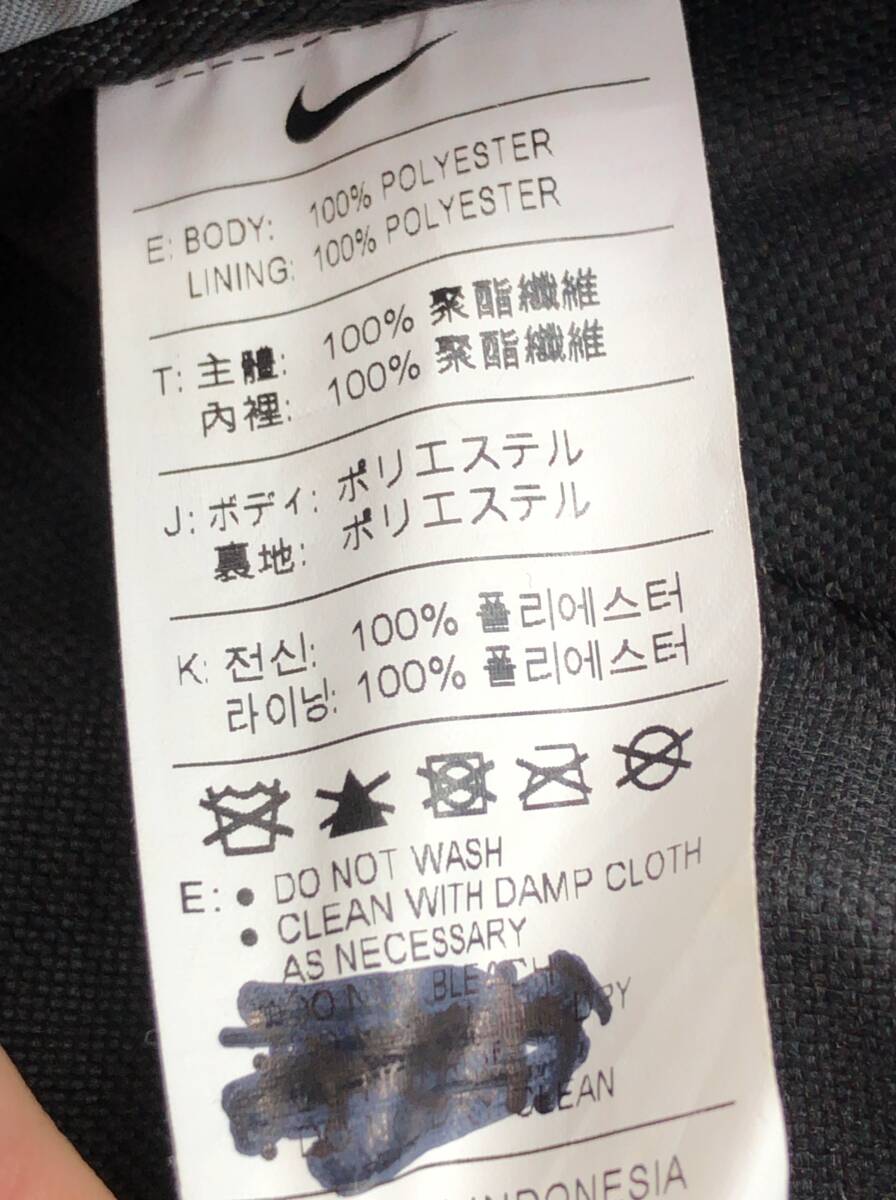 E: BODY: 100% POLYESTER
LINING: 100% POLYESTER
T: 主體: 100% 聚酯纖維
內裡: 100% 聚酯纖維
J: ボディ: ポリエステル
裏地: ポリエステル
K: 전신: 100% 폴리에스터
라이닝: 100% 폴리에스터
E: • DO NOT WASH
• CLEAN WITH DAMP CLOTH
AS NECESSARY
DO BLEACH
DRY
CLEAN
INDONESIA